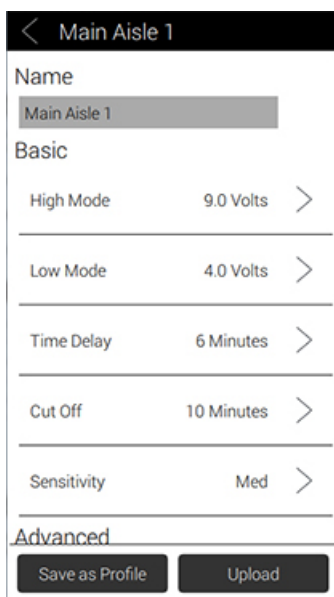 Main Aisle 1
Name
Main Aisle 1
Basic
High Mode 9.0 Volts
Low Mode 4.0 Volts
Time Delay 6 Minutes
Cut Off 10 Minutes
Sensitivity Med
Advanced
Save as Profile Upload